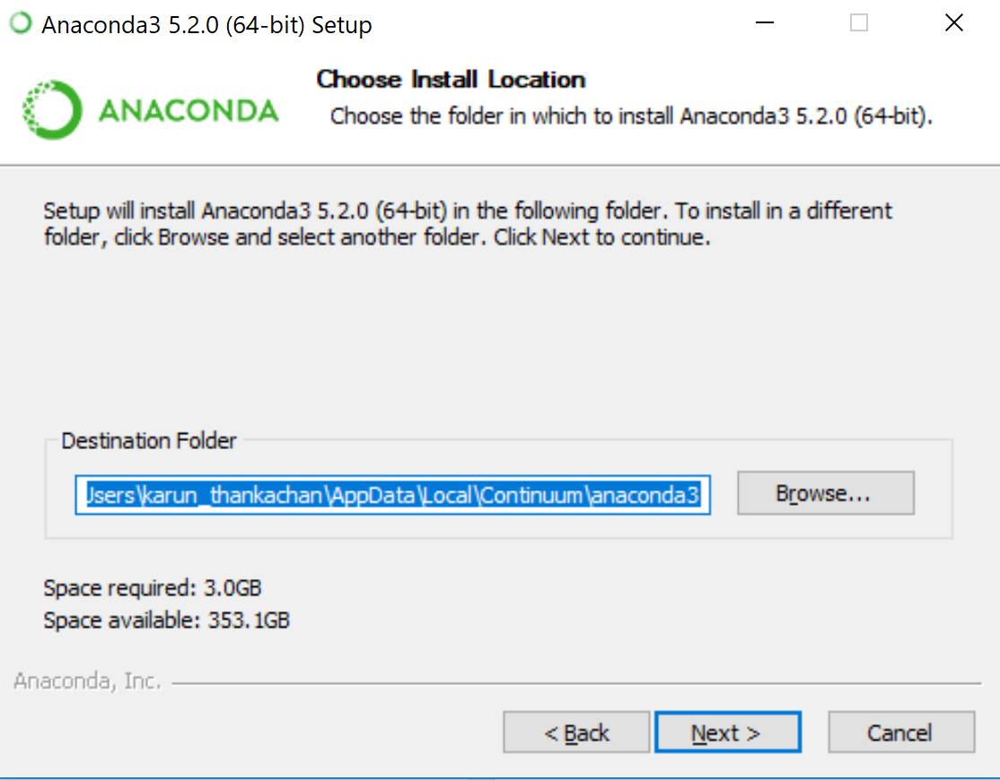 Anaconda3 5.2.0 (64-bit) Setup
ANACONDA
Choose Install Location
Choose the folder in which to install Anaconda3 5.2.0 (64-bit).
Setup will install Anaconda3 5.2.0 (64-bit) in the following folder. To install in a different
folder, click Browse and select another folder. Click Next to continue.
Destination Folder
Jsers\karun_thankachan\AppData\Local\Continuum\anaconda3
Browse...
Space required: 3.0GB
Space available: 353.1GB
Anaconda, Inc.
< Back
Next >
Cancel